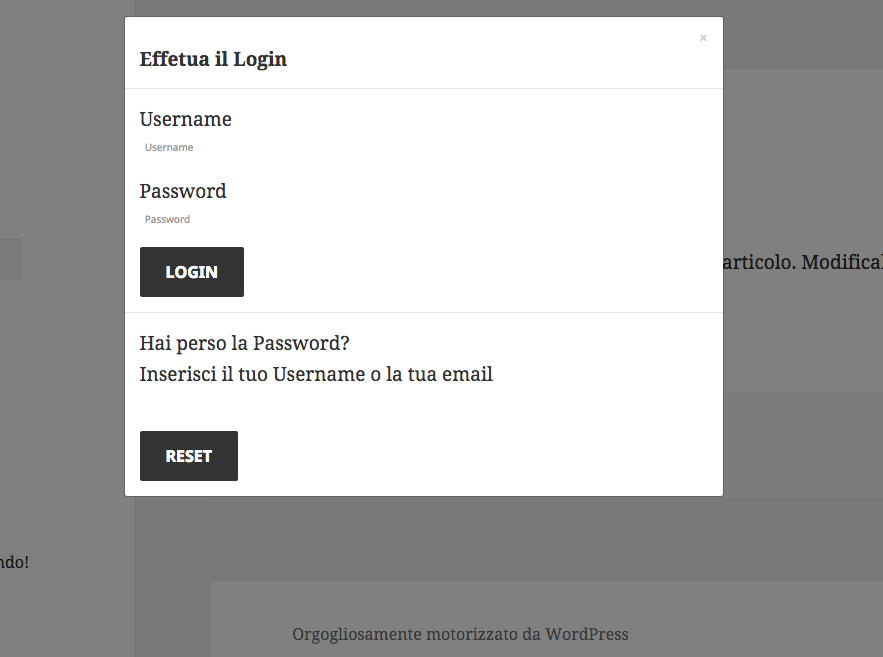 ×
Effetua il Login
Username
Username
Password
Password
LOGIN
articolo. Modifical
Hai perso la Password?
Inserisci il tuo Username o la tua email
RESET
ndo!
Orgogliosamente motorizzato da WordPress